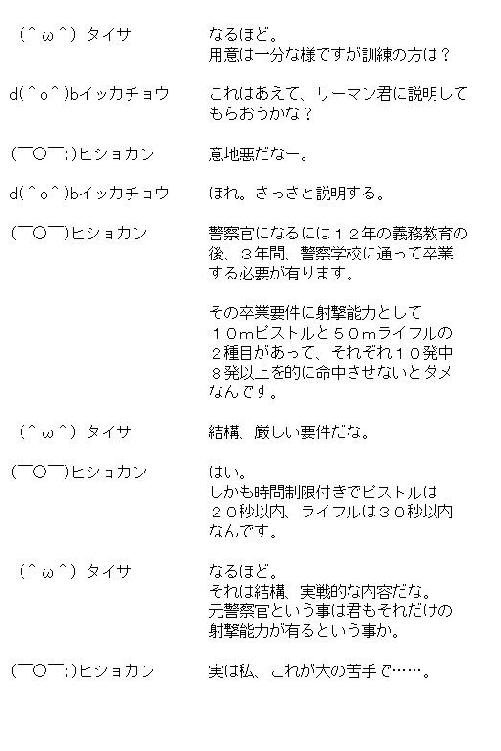 （＾ω＾）タイサ　なるほど。
用意は十分な様ですが訓練の方は？
d(＾o＾)bイッカチョウ　これはあえて、リーマン君に説明して
もらおうかな？
(￣○￣;)ヒショカン　意地悪だなー。
d(＾o＾)bイッカチョウ　ほれ。さっさと説明する。
(￣○￣)ヒショカン　警察官になるには１２年の義務教育の
後、３年間、警察学校に通って卒業
する必要が有ります。
その卒業要件に射撃能力として
１０ｍピストルと５０ｍライフルの
２種目があって、それぞれ１０発中
８発以上を的に命中させないとダメ
なんです。
（＾ω＾）タイサ　結構、厳しい要件だな。
(￣○￣)ヒショカン　はい。
しかも時間制限付きでピストルは
２０秒以内、ライフルは３０秒以内
なんです。
（＾ω＾）タイサ　なるほど。
それは結構、実戦的な内容だな。
元警察官という事は君もそれだけの
射撃能力が有るという事か。
(￣○￣;)ヒショカン　実は私、これが大の苦手で……。